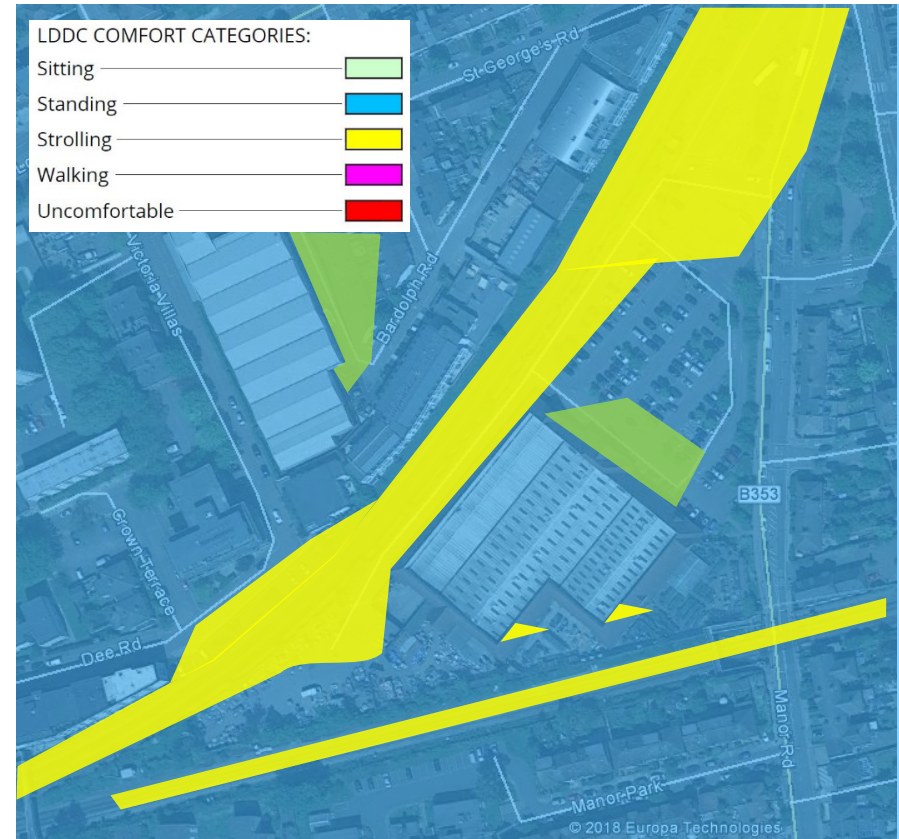 LDDC COMFORT CATEGORIES:
Sitting
Standing
Strolling
Walking
Uncomfortable
St George's Rd
Victoria Villas
Bardolph Rd
B353
Crown Terrace
Dee Rd
Manor Rd
Manor Park
© 2018 Europa Technologies